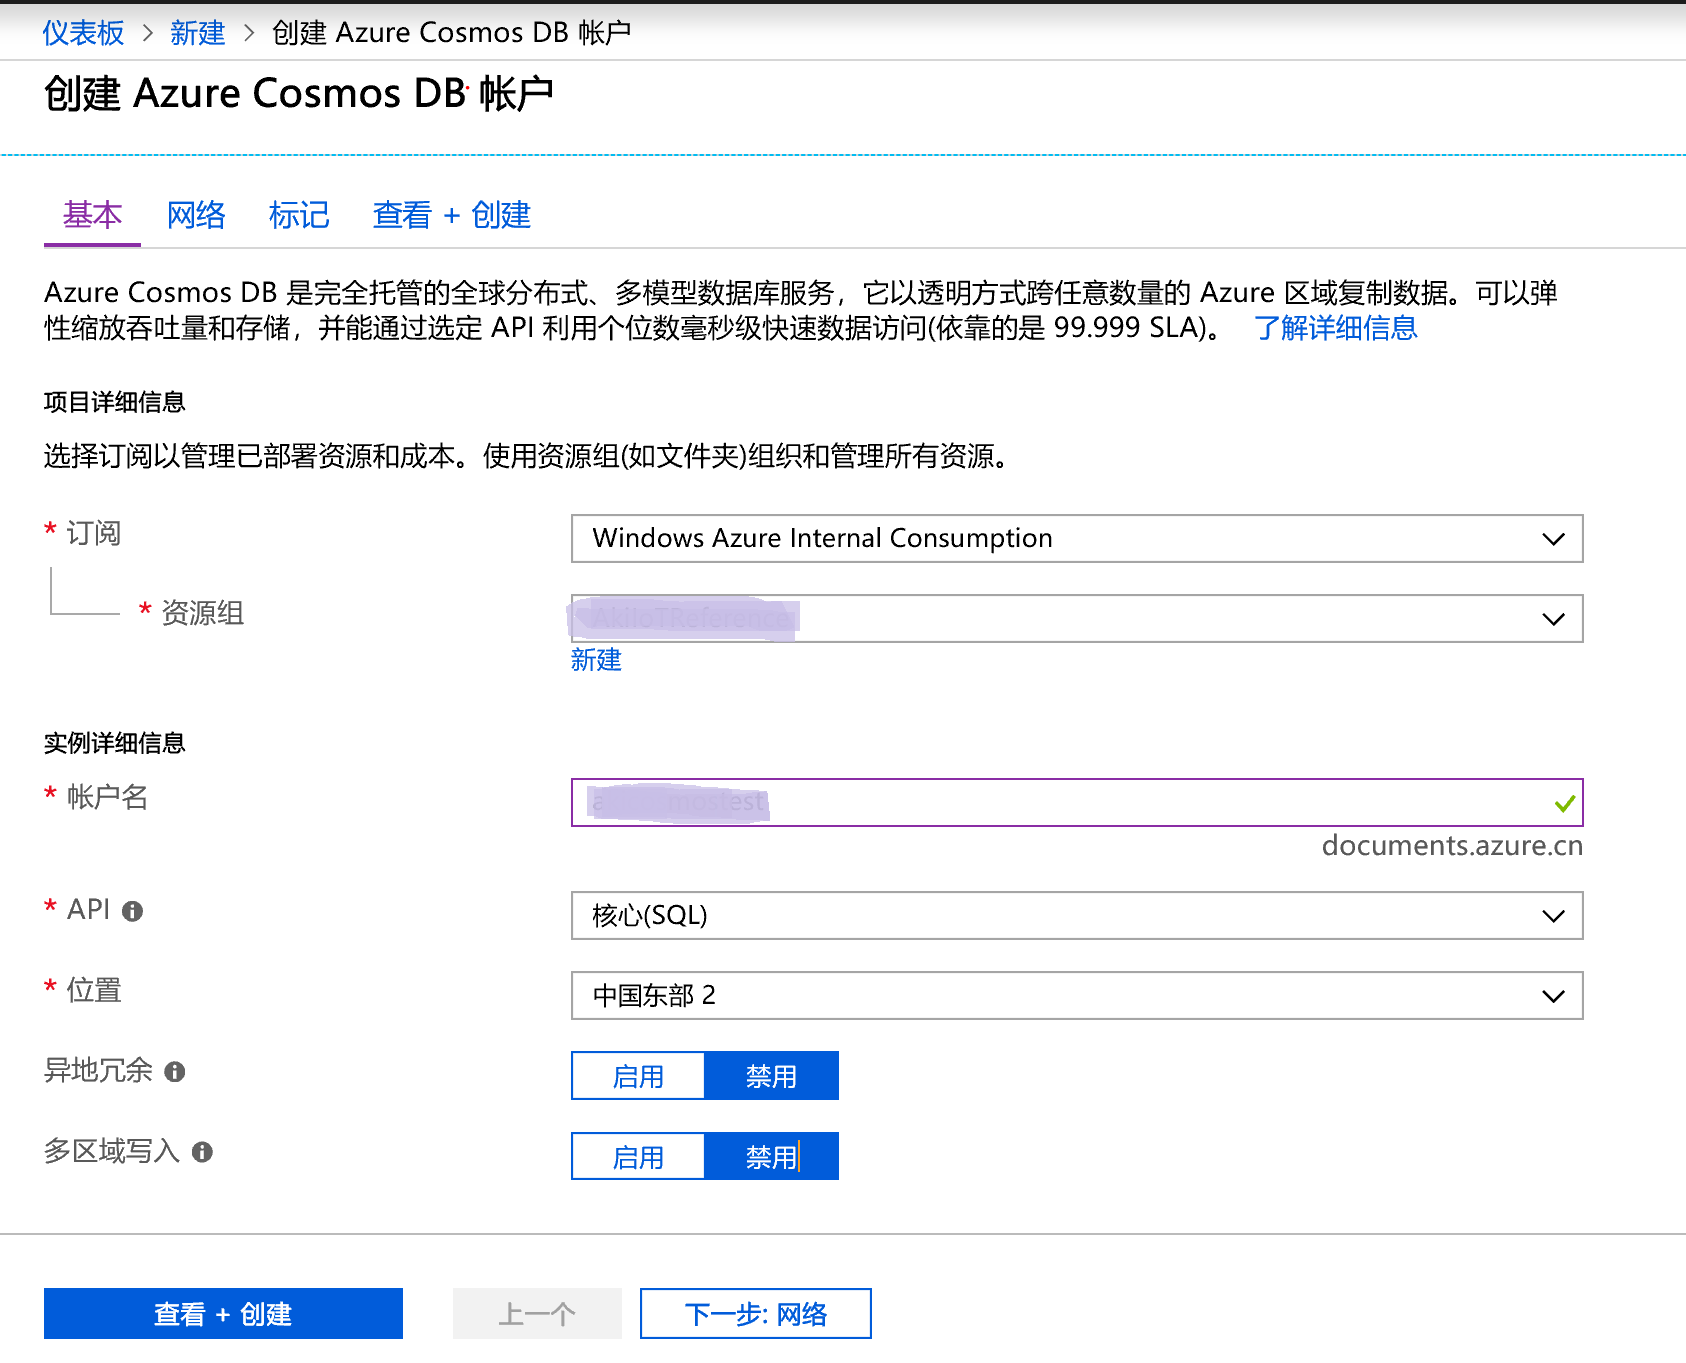 仪表板 > 新建 > 创建 Azure Cosmos DB 帐户
创建 Azure Cosmos DB 帐户
基本 网络 标记 查看 + 创建
Azure Cosmos DB 是完全托管的全球分布式、多模型数据库服务，它以透明方式跨任意数量的 Azure 区域复制数据。可以弹
性缩放吞吐量和存储，并能通过选定 API 利用个位数毫秒级快速数据访问(依靠的是 99.999 SLA)。 了解详细信息
项目详细信息
选择订阅以管理已部署资源和成本。使用资源组(如文件夹)组织和管理所有资源。
* 订阅 Windows Azure Internal Consumption
* 资源组 AkiIoTReference
新建
实例详细信息
* 帐户名
documents.azure.cn
* API 核心(SQL)
* 位置 中国东部 2
异地冗余 启用 禁用
多区域写入 启用 禁用
查看 + 创建 上一个 下一步: 网络